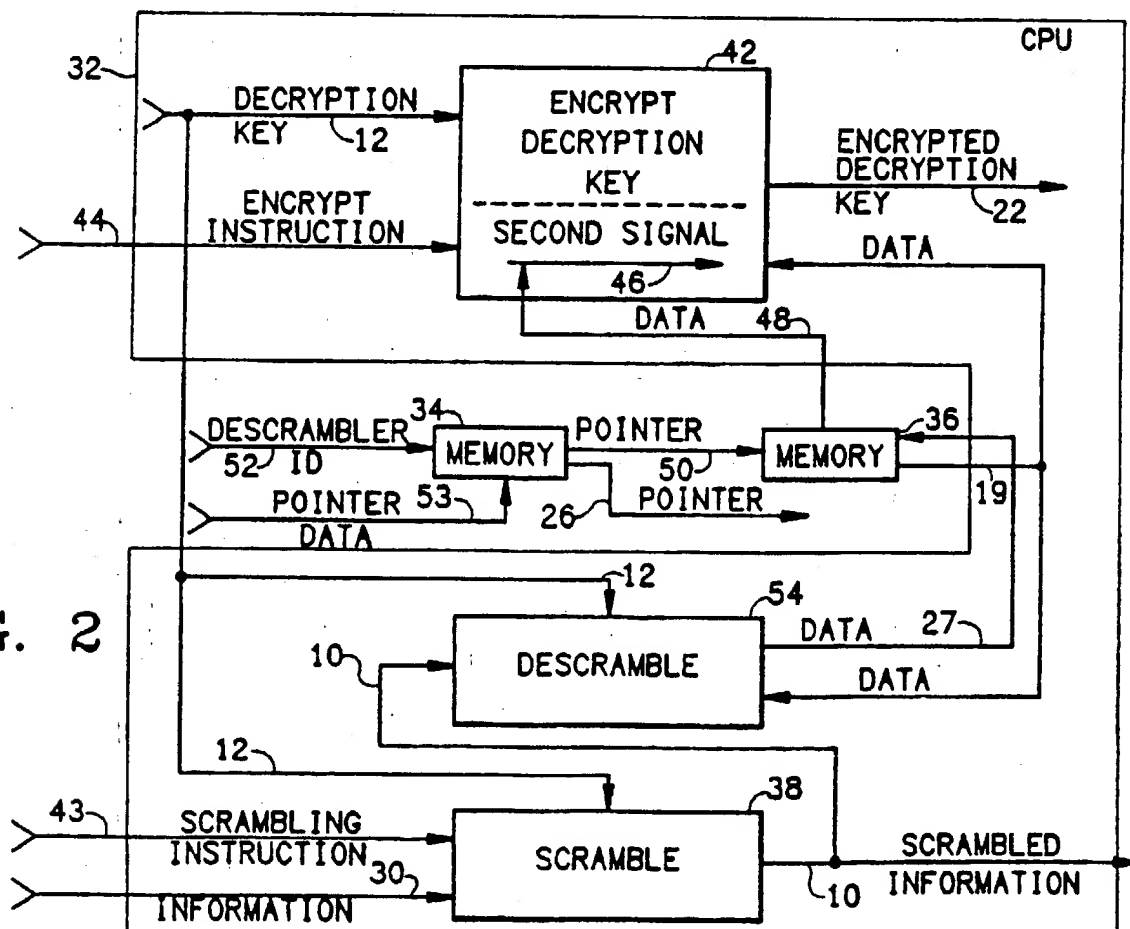 CPU
32
42
DECRYPTION
KEY
12
ENCRYPT
DECRYPTION
KEY
ENCRYPTED
DECRYPTION
KEY
22
44
ENCRYPT
INSTRUCTION
SECOND SIGNAL
46
DATA
DATA
48
DESCRAMBLER
52
ID
34
MEMORY
POINTER
50
36
MEMORY
19
POINTER
53
DATA
26
POINTER
12
54
G. 2
10
DESCRAMBLE
DATA
27
DATA
12
38
43
SCRAMBLING
INSTRUCTION
30
INFORMATION
SCRAMBLE
10
SCRAMBLED
INFORMATION